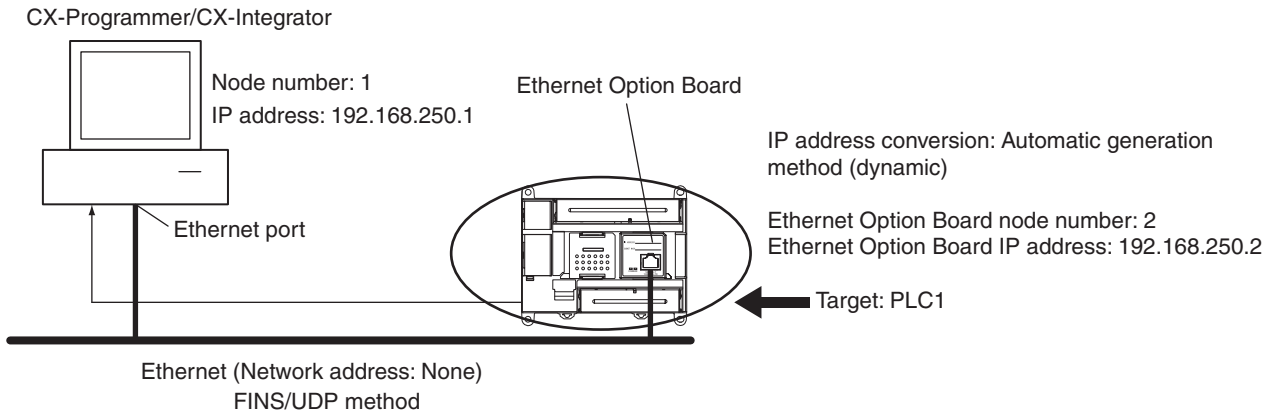 CX-Programmer/CX-Integrator
Node number: 1
IP address: 192.168.250.1
Ethernet Option Board
IP address conversion: Automatic generation
method (dynamic)
Ethernet port
Ethernet Option Board node number: 2
Ethernet Option Board IP address: 192.168.250.2
Target: PLC1
Ethernet (Network address: None)
FINS/UDP method